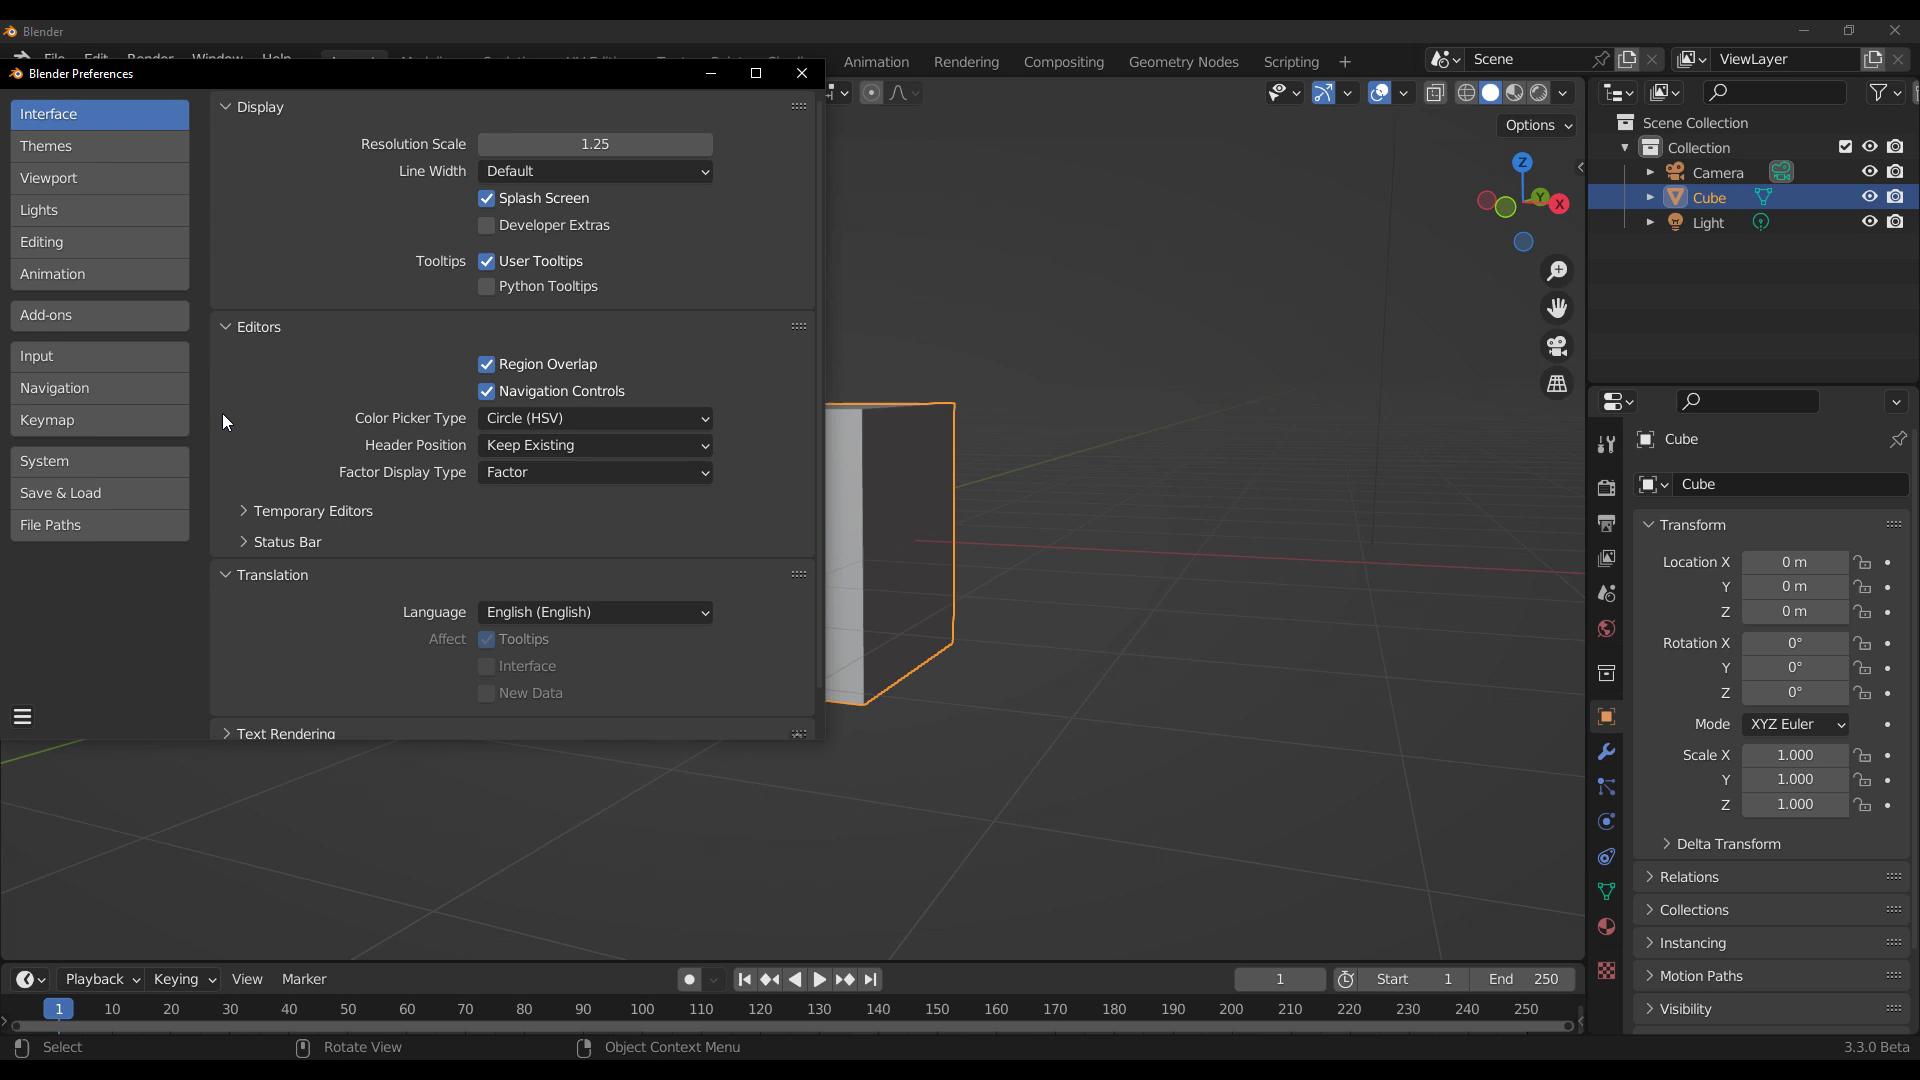 Blender
File Edit Render Window Help
Animation Rendering Compositing Geometry Nodes Scripting
Scene
ViewLayer
Blender Preferences
Interface
Themes
Viewport
Lights
Editing
Animation
Add-ons
Input
Navigation
Keymap
System
Save & Load
File Paths
Display
Resolution Scale 1.25
Line Width Default
Splash Screen
Developer Extras
Tooltips User Tooltips
Python Tooltips
Editors
Region Overlap
Navigation Controls
Color Picker Type Circle (HSV)
Header Position Keep Existing
Factor Display Type Factor
Temporary Editors
Status Bar
Translation
Language English (English)
Affect Tooltips
Interface
New Data
Text Rendering
Options
Z
Y
X
Scene Collection
Collection
Camera
Cube
Light
Cube
Cube
Transform
Location X 0 m
Y 0 m
Z 0 m
Rotation X 0°
Y 0°
Z 0°
Mode XYZ Euler
Scale X 1.000
Y 1.000
Z 1.000
Delta Transform
Relations
Collections
Instancing
Motion Paths
Visibility
Playback Keying View Marker
1 Start 1 End 250
1 10 20 30 40 50 60 70 80 90 100 110 120 130 140 150 160 170 180 190 200 210 220 230 240 250
Select Rotate View Object Context Menu 3.3.0 Beta